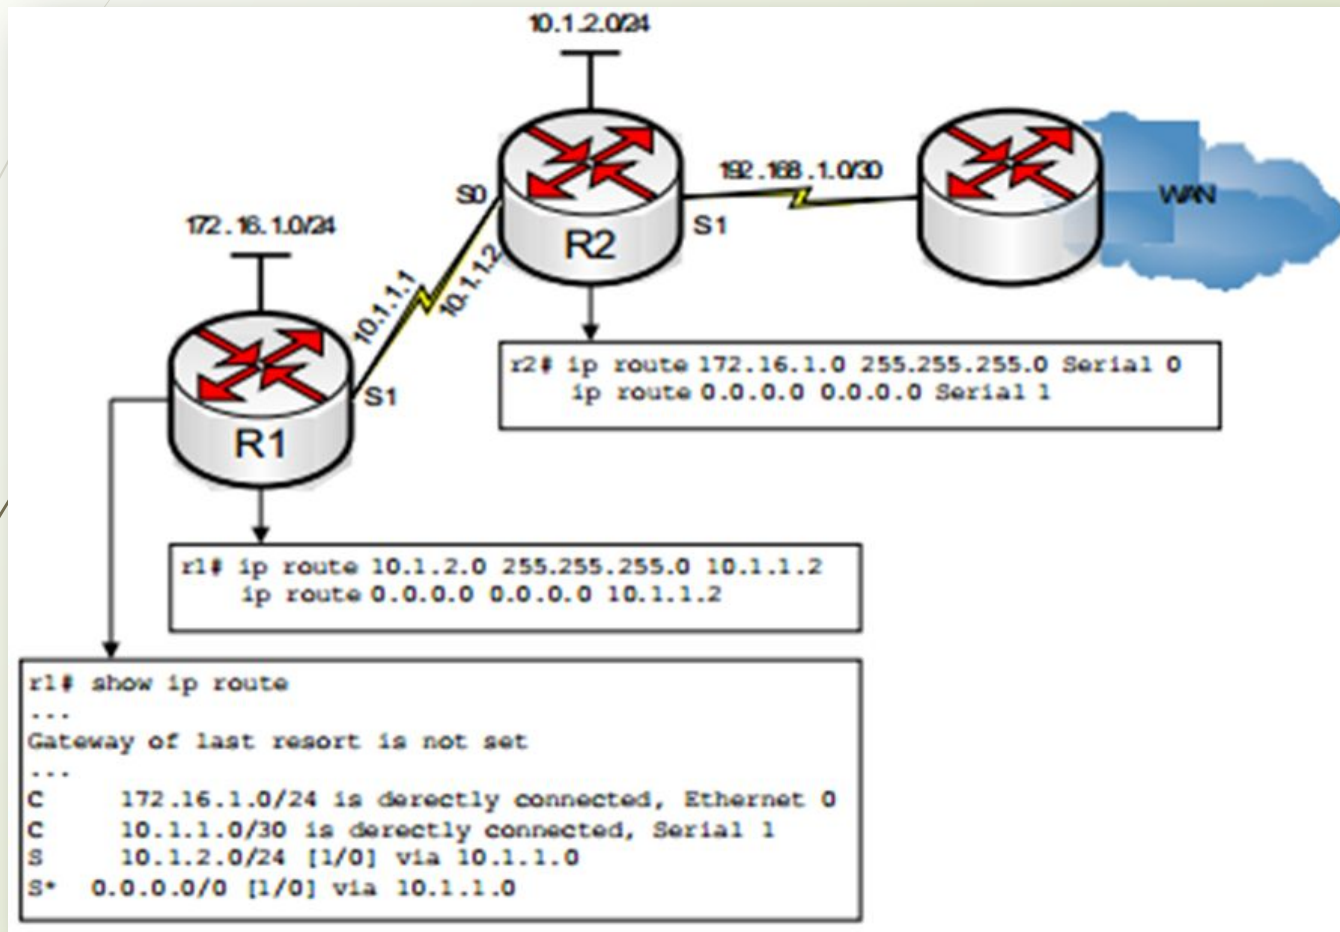 10.1.2.0/24
192.168.1.0/30
WAN
S0
R2
S1
172.16.1.0/24
10.1.1.1
10.1.1.2
S1
R1
r2# ip route 172.16.1.0 255.255.255.0 Serial 0
ip route 0.0.0.0 0.0.0.0 Serial 1
r1# ip route 10.1.2.0 255.255.255.0 10.1.1.2
ip route 0.0.0.0 0.0.0.0 10.1.1.2
r1# show ip route
...
Gateway of last resort is not set
...
C 172.16.1.0/24 is derectly connected, Ethernet 0
C 10.1.1.0/30 is derectly connected, Serial 1
S 10.1.2.0/24 [1/0] via 10.1.1.0
S* 0.0.0.0/0 [1/0] via 10.1.1.0